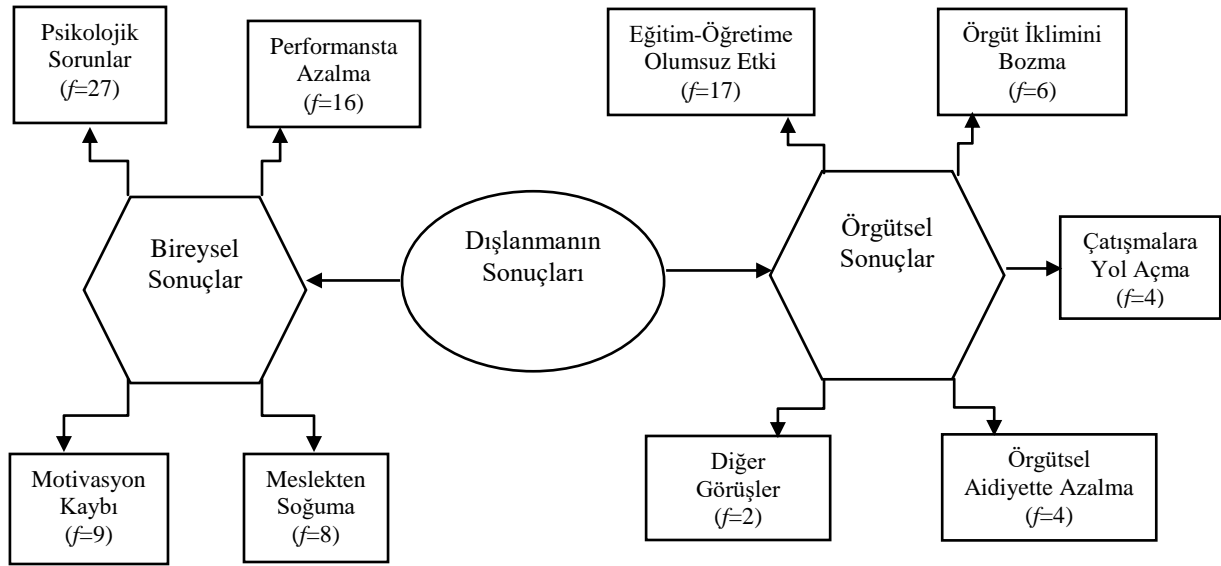 Psikolojik
Sorunlar
(f=27)
Performansta
Azalma
(f=16)
Eğitim-Öğretime
Olumsuz Etki
(f=17)
Örgüt İklimini
Bozma
(f=6)
Bireysel
Sonuçlar
Dışlanmanın
Sonuçları
Örgütsel
Sonuçlar
Çatışmalara
Yol Açma
(f=4)
Motivasyon
Kaybı
(f=9)
Meslekten
Soğuma
(f=8)
Diğer
Görüşler
(f=2)
Örgütsel
Aidiyette Azalma
(f=4)